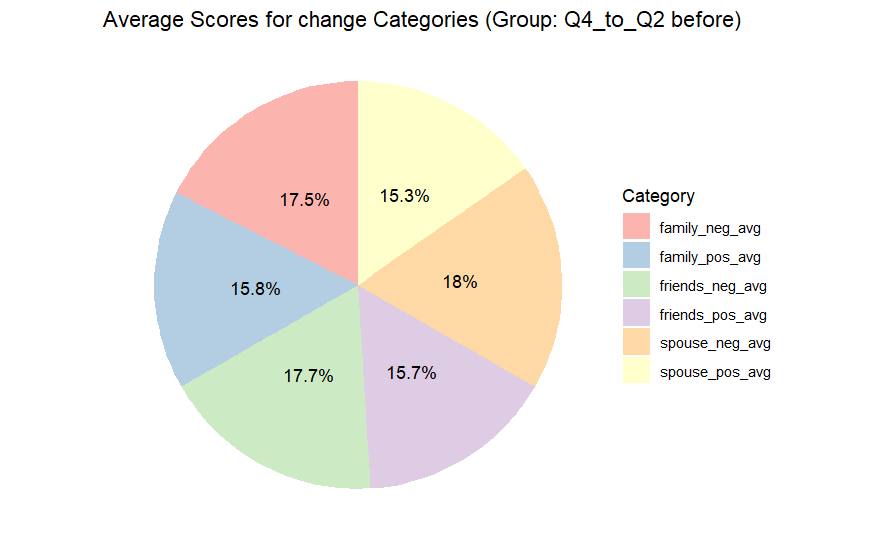 Average Scores for change Categories (Group: Q4_to_Q2 before)
17.5%
15.3%
15.8%
18%
17.7%
15.7%
Category
family_neg_avg
family_pos_avg
friends_neg_avg
friends_pos_avg
spouse_neg_avg
spouse_pos_avg